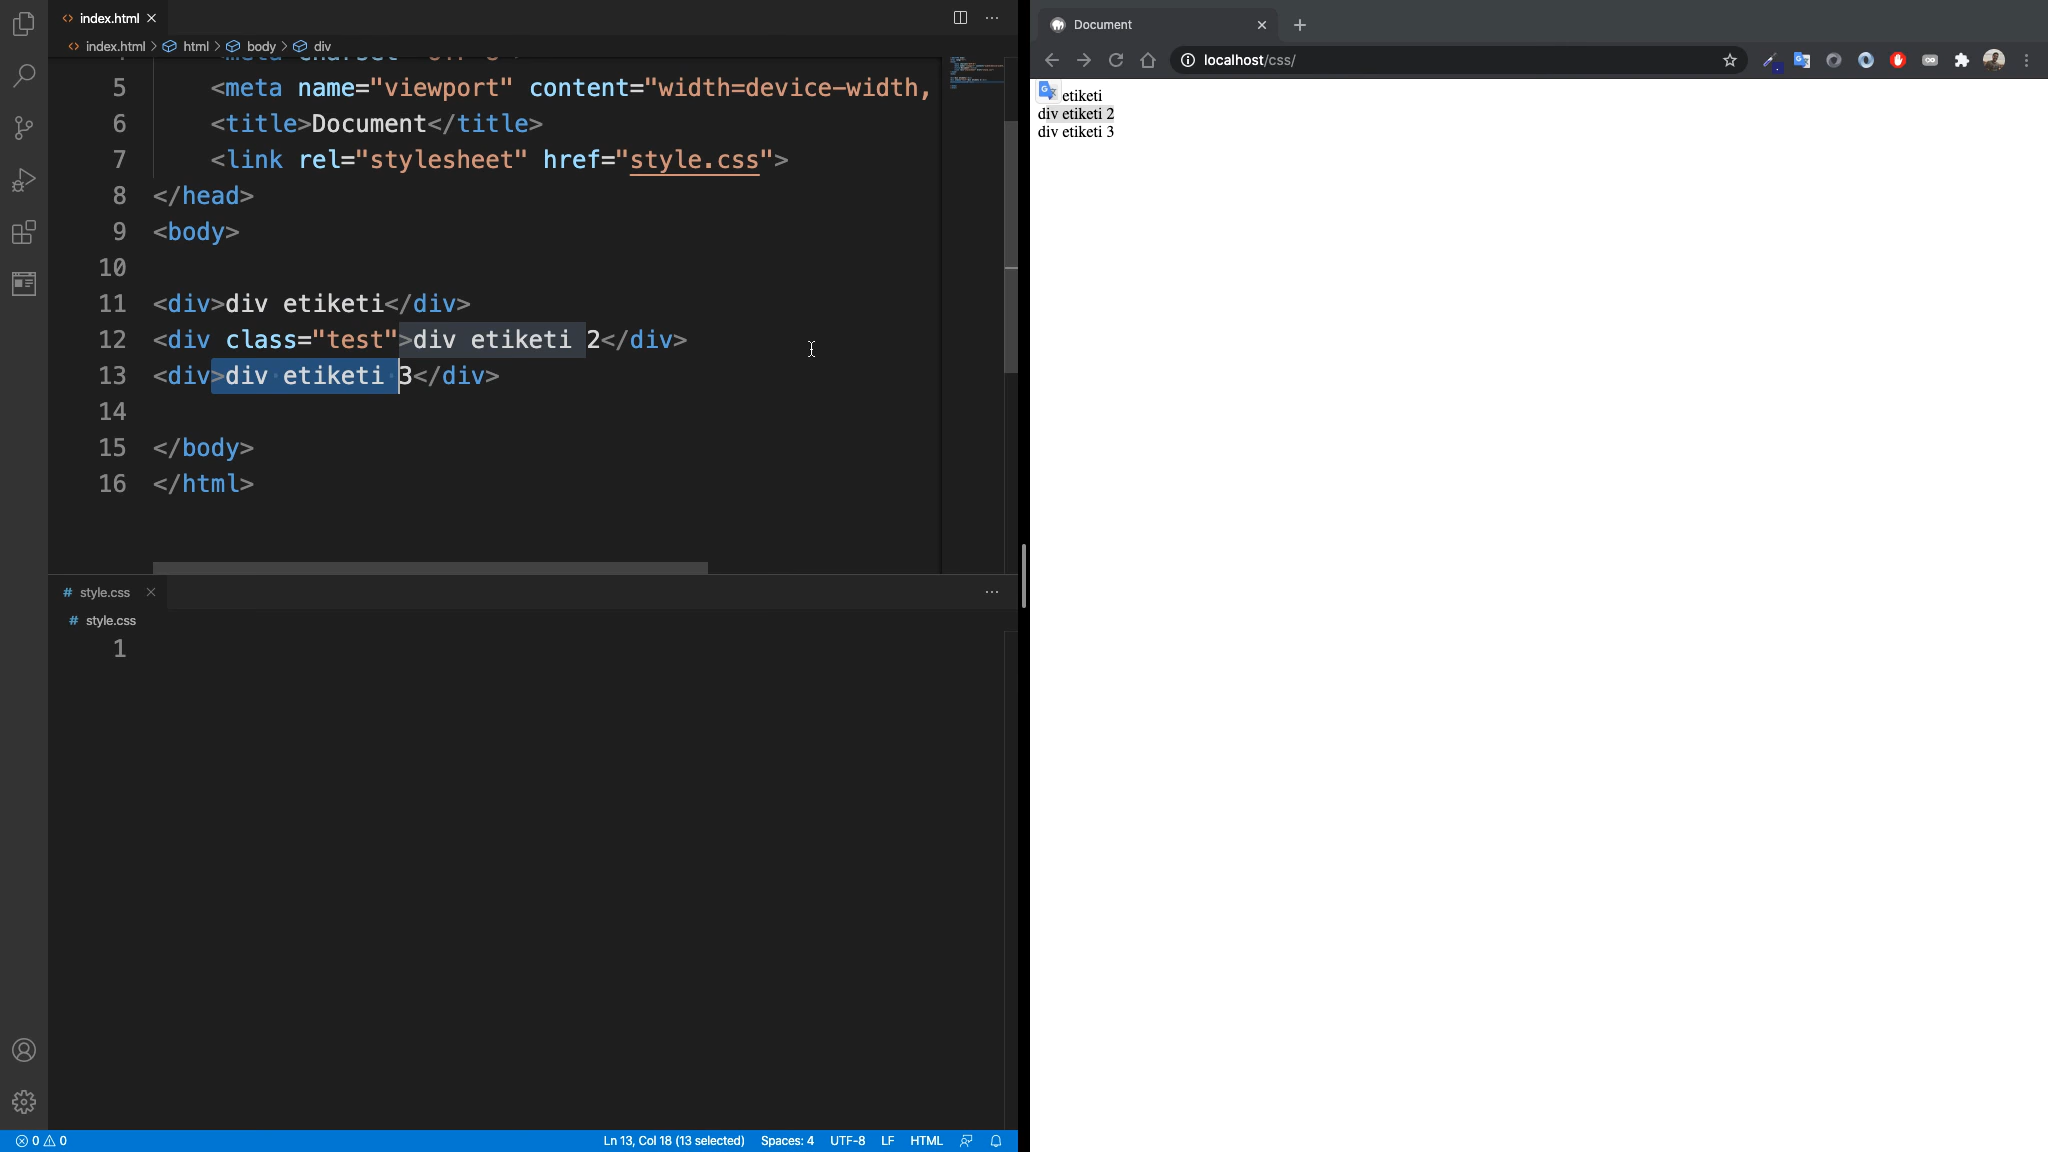 index.html
index.html > html > body > div
5 <meta name="viewport" content="width=device-width,
6 <title>Document</title>
7 <link rel="stylesheet" href="style.css">
8 </head>
9 <body>
10
11 <div>div etiketi</div>
12 <div class="test">div etiketi 2</div>
13 <div>div etiketi 3</div>
14
15 </body>
16 </html>
# style.css
# style.css
1
0 0
Ln 13, Col 18 (13 selected) Spaces: 4 UTF-8 LF HTML
Document
localhost/css/
etiketi
div etiketi 2
div etiketi 3